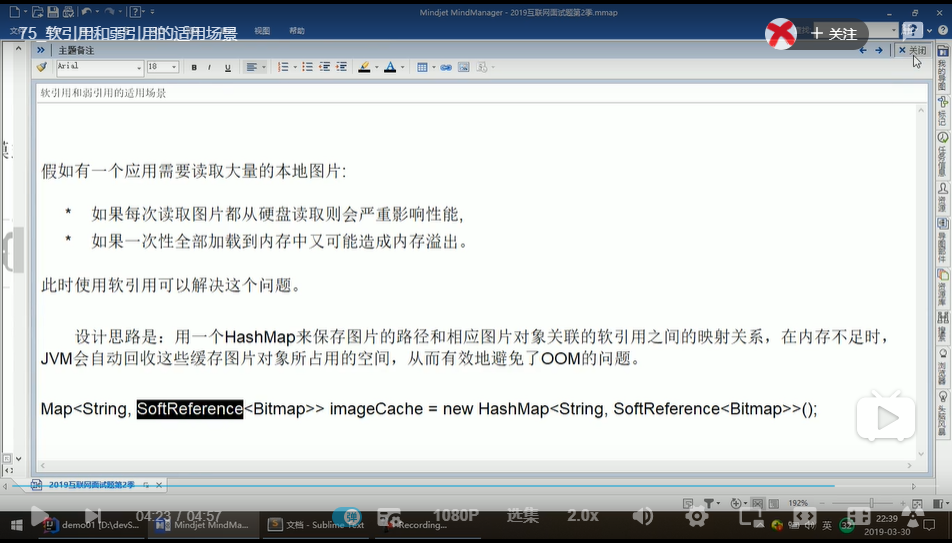 Mindjet MindManager - 2019互联网面试题第2季.mmap
75_软引用和弱引用的适用场景
视图
帮助
+ 关注
主题备注
关闭
Arial
18
B I U
软引用和弱引用的适用场景
假如有一个应用需要读取大量的本地图片:
* 如果每次读取图片都从硬盘读取则会严重影响性能,
* 如果一次性全部加载到内存中又可能造成内存溢出。
此时使用软引用可以解决这个问题。
设计思路是：用一个HashMap来保存图片的路径和相应图片对象关联的软引用之间的映射关系，在内存不足时，
JVM会自动回收这些缓存图片对象所占用的空间，从而有效地避免了OOM的问题。
Map<String, SoftReference<Bitmap>> imageCache = new HashMap<String, SoftReference<Bitmap>>();
我的导图
标记
任务信息
资源
导图部件
资源库
搜索
浏览器
头脑风暴
2019互联网面试题第2季
192%
04:23 / 04:57
弹
1080P
选集
2.0x
demo01 [D:\devS...
Mindjet MindMa...
文档 - Sublime Text
Recording...
英
32
22:39
2019-03-30